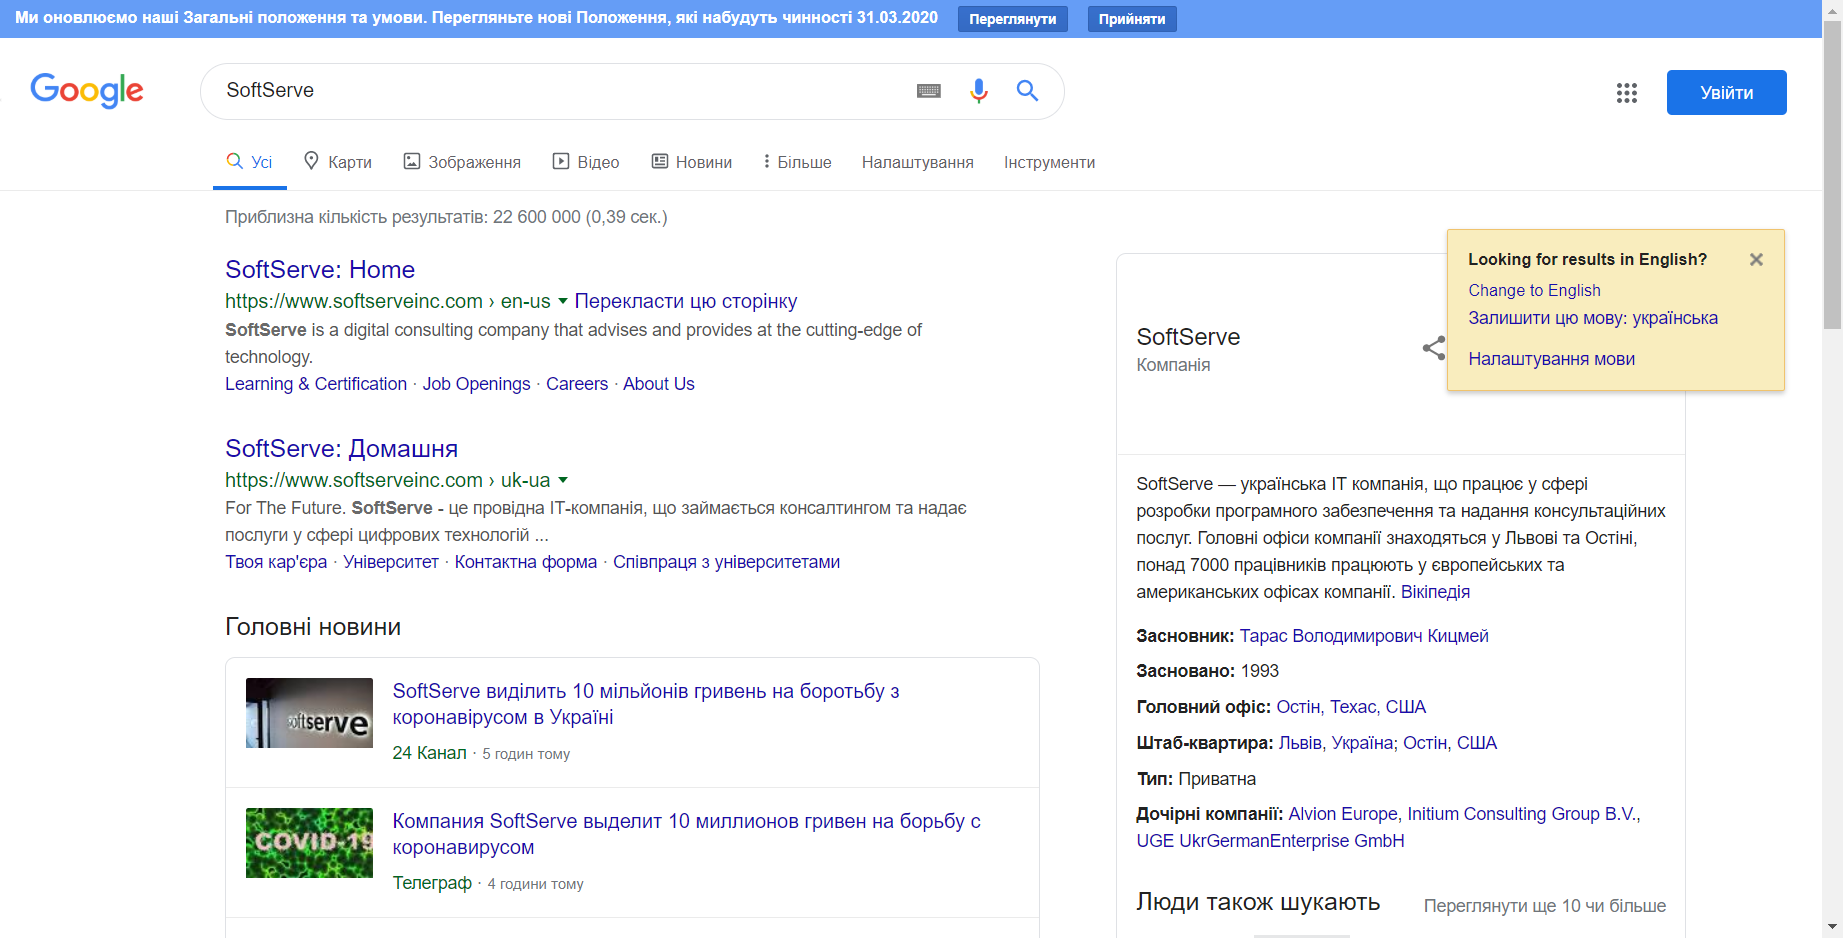 Ми оновлюємо наші Загальні положення та умови. Перегляньте нові Положення, які набудуть чинності 31.03.2020 Переглянути Прийняти
Google SoftServe Увійти
Усі Карти Зображення Відео Новини Більше Налаштування Інструменти
Приблизна кількість результатів: 22 600 000 (0,39 сек.)
SoftServe: Home
https://www.softserveinc.com › en-us Перекласти цю сторінку
SoftServe is a digital consulting company that advises and provides at the cutting-edge of
technology.
Learning & Certification · Job Openings · Careers · About Us
SoftServe: Домашня
https://www.softserveinc.com › uk-ua
For The Future. SoftServe - це провідна ІТ-компанія, що займається консалтингом та надає
послуги у сфері цифрових технологій ...
Твоя кар'єра · Університет · Контактна форма · Співпраця з університетами
Головні новини
softserve
SoftServe виділить 10 мільйонів гривень на боротьбу з
коронавірусом в Україні
24 Канал · 5 годин тому
COVID-19
Компания SoftServe выделит 10 миллионов гривен на борьбу с
коронавирусом
Телеграф · 4 години тому
Looking for results in English?
Change to English
Залишити цю мову: українська
Налаштування мови
SoftServe
Компанія
SoftServe — українська ІТ компанія, що працює у сфері
розробки програмного забезпечення та надання консультаційних
послуг. Головні офіси компанії знаходяться у Львові та Остіні,
понад 7000 працівників працюють у європейських та
американських офісах компанії. Вікіпедія
Засновник: Тарас Володимирович Кицмей
Засновано: 1993
Головний офіс: Остін, Техас, США
Штаб-квартира: Львів, Україна; Остін, США
Тип: Приватна
Дочірні компанії: Alvion Europe, Initium Consulting Group B.V.,
UGE UkrGermanEnterprise GmbH
Люди також шукають Переглянути ще 10 чи більше